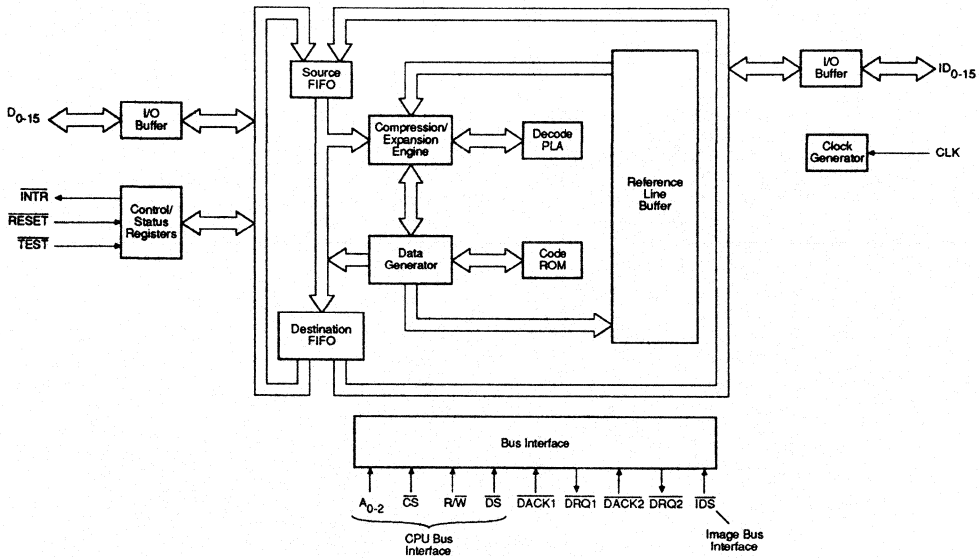 Source
FIFO
I/O
Buffer
ID0-15
D0-15
I/O
Buffer
Compression/
Expansion
Engine
Decode
PLA
Clock
Generator
CLK
Reference
Line
Buffer
INTR
RESET
TEST
Control/
Status
Registers
Data
Generator
Code
ROM
Destination
FIFO
Bus Interface
A0-2
CS
R/W
DS
DACK1
DRQ1
DACK2
DRQ2
IDS
CPU Bus
Interface
Image Bus
Interface